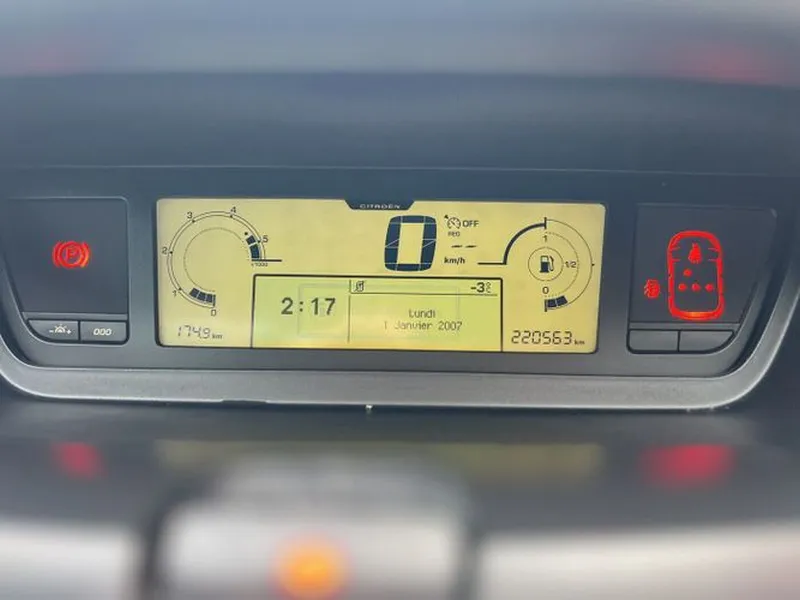 CITROËN
4
3
5
2
x1000
1
0
174.9 km
P
000
0
km/h
OFF
REG
-- --
2:17
-3°C
Lundi
1 Janvier 2007
1
1/2
0
220563 km